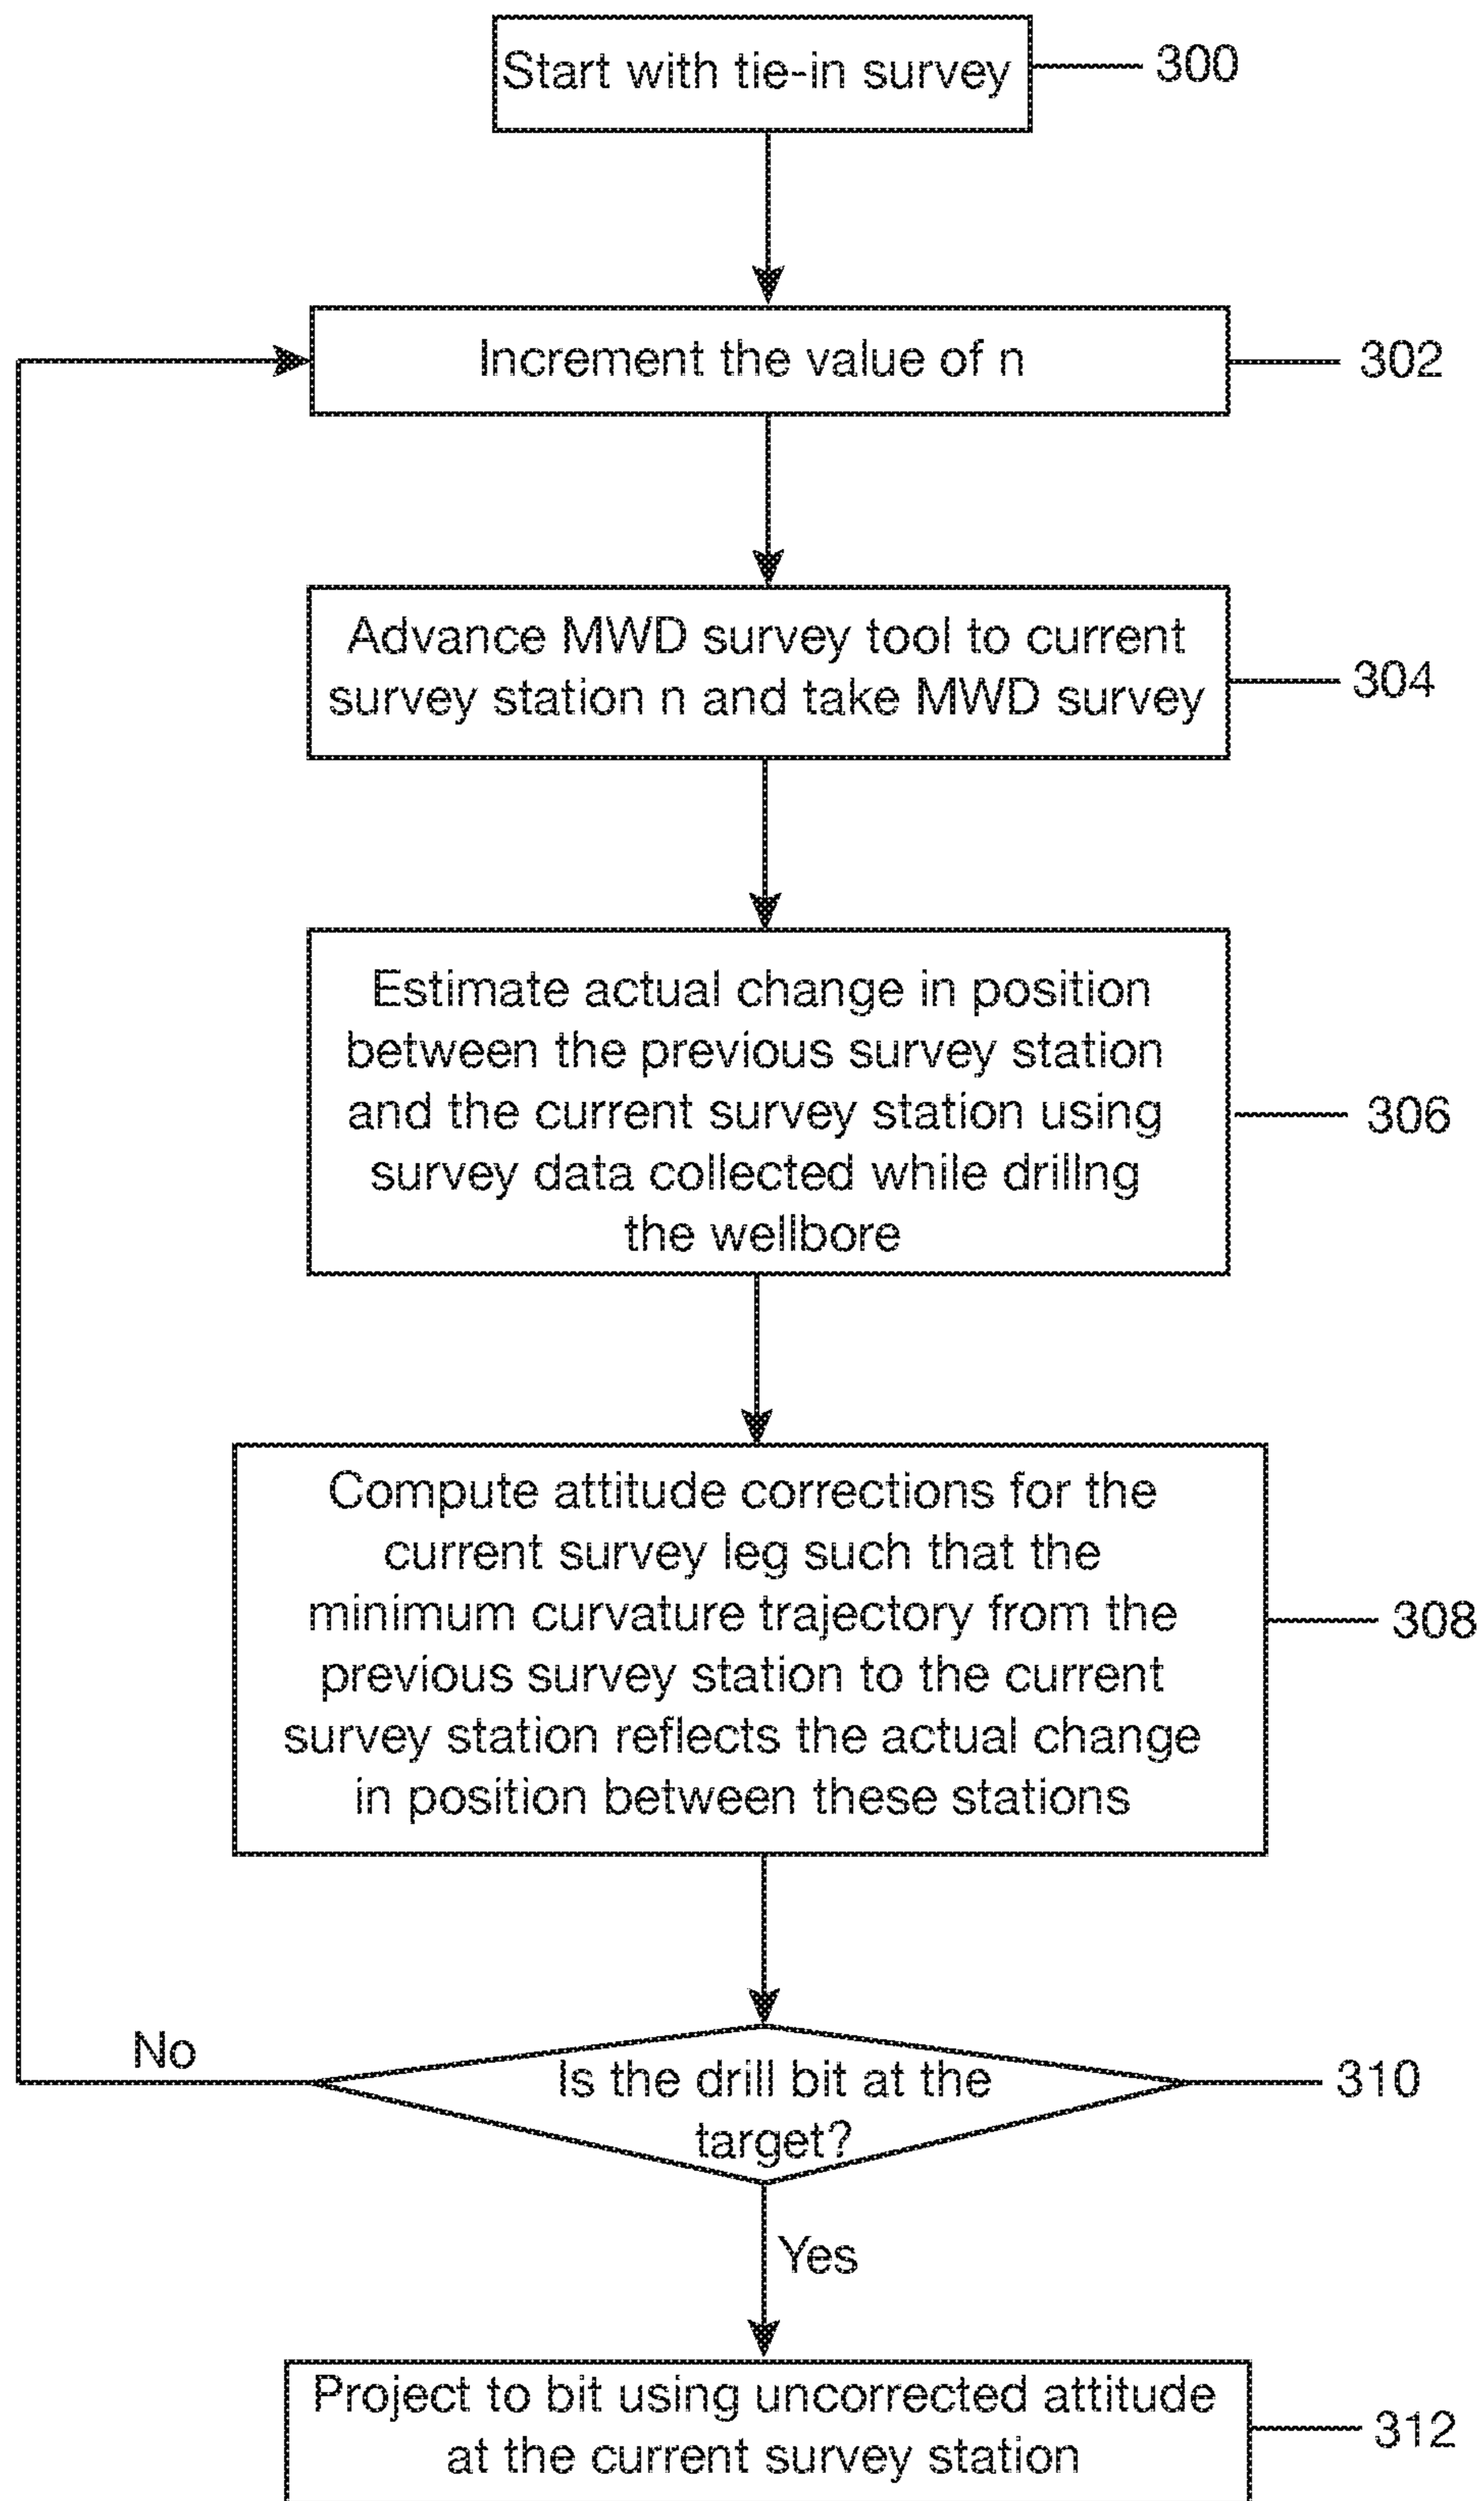 Start with tie-in survey
300
Increment the value of n
302
Advance MWD survey tool to current
survey station n and take MWD survey
304
Estimate actual change in position
between the previous survey station
and the current survey station using
survey data collected while drillng
the wellbore
306
Compute attitude corrections for the
current survey leg such that the
minimum curvature trajectory from the
previous survey station to the current
survey station reflects the actual change
in position between these stations
308
No
Is the drill bit at the
target?
310
Yes
Project to bit using uncorrected attitude
at the current survey station
312